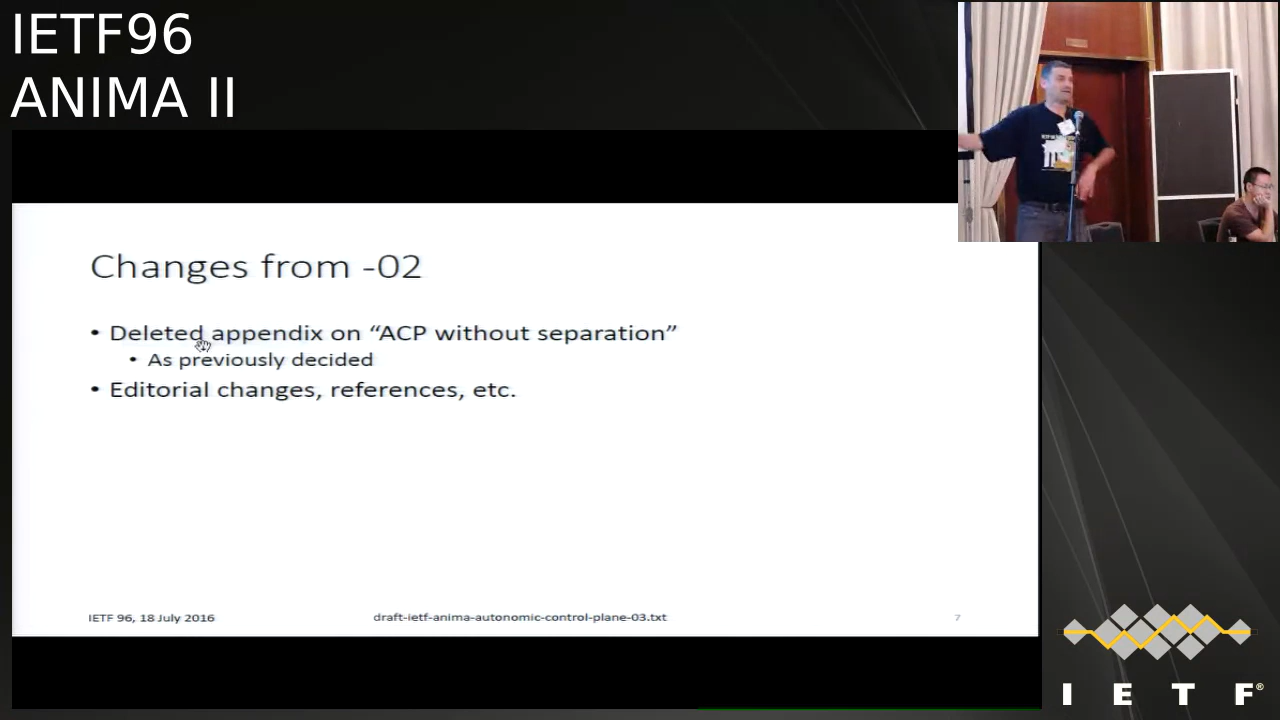 IETF96
ANIMA II
Changes from -02
• Deleted appendix on “ACP without separation”
• As previously decided
• Editorial changes, references, etc.
IETF 96, 18 July 2016
draft-ietf-anima-autonomic-control-plane-03.txt
7
I E T F®